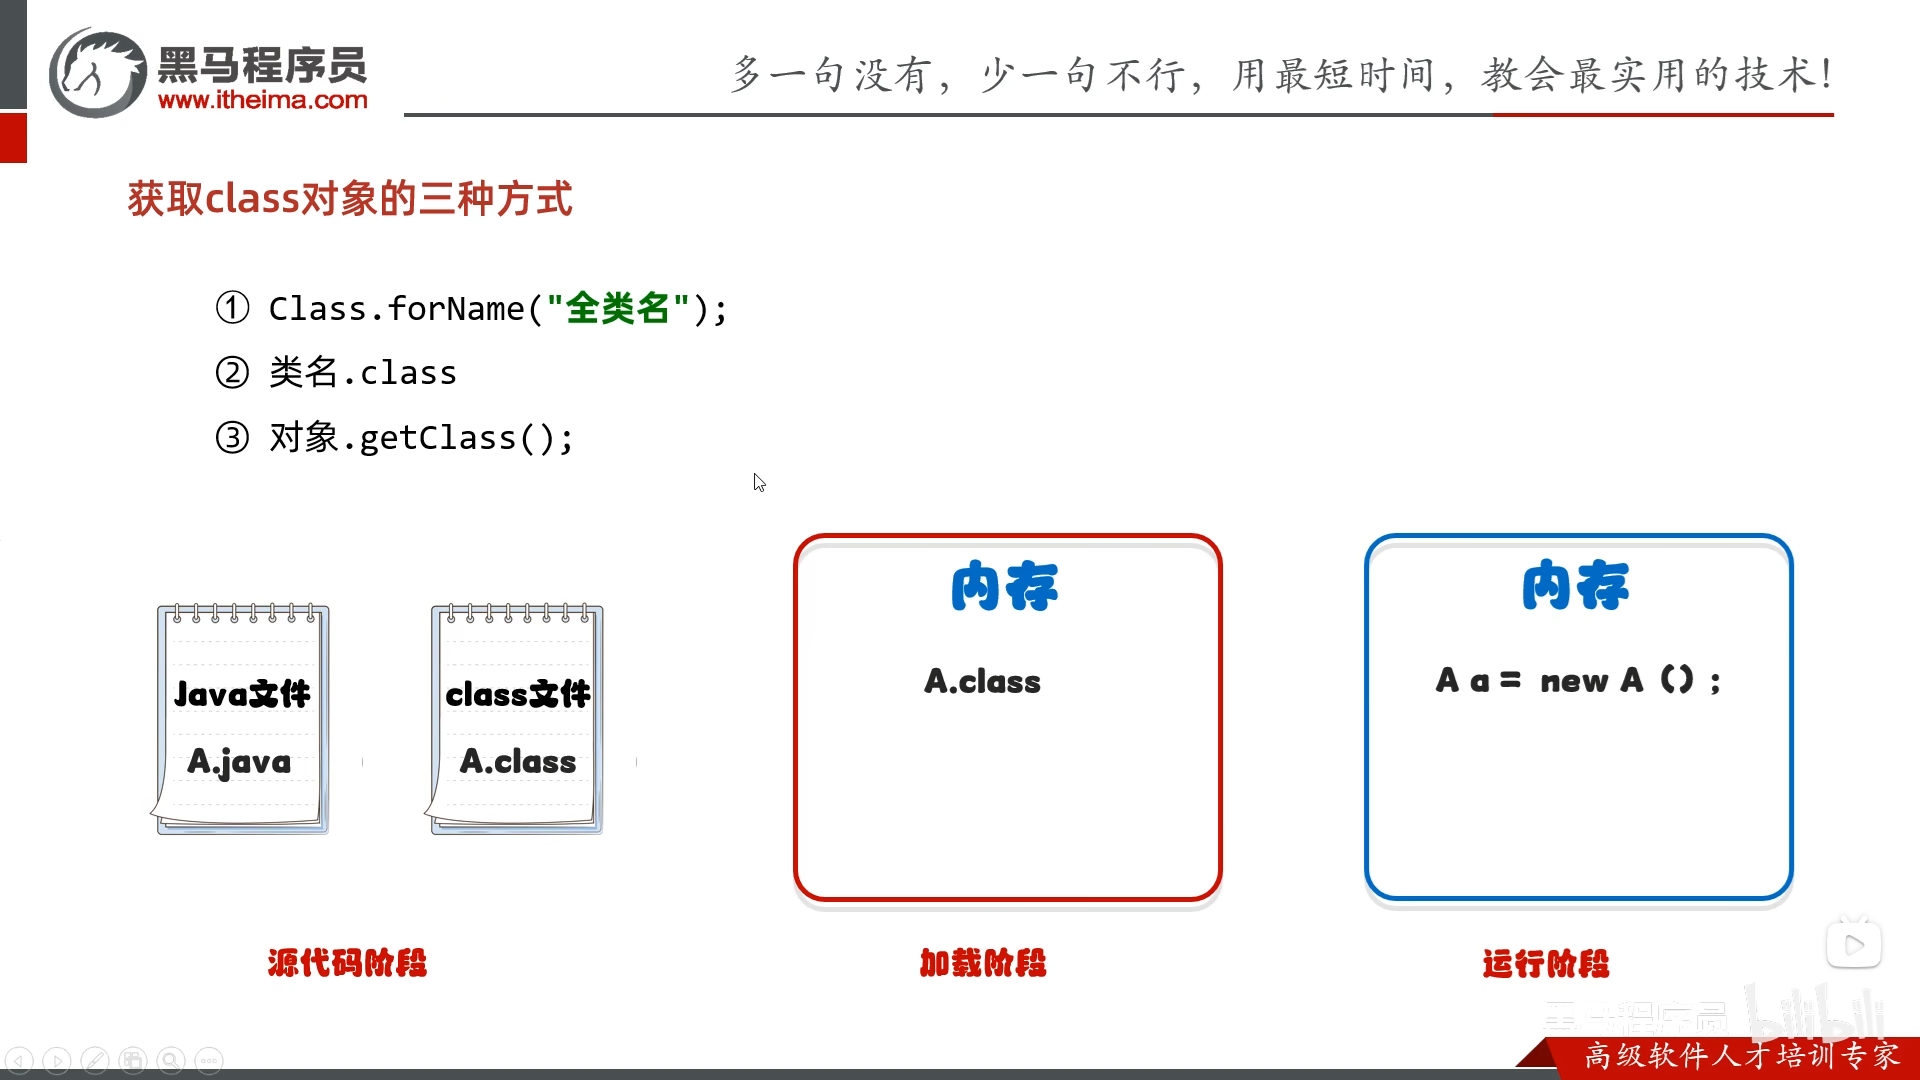 黑马程序员
www.itheima.com
多一句没有，少一句不行，用最短时间，教会最实用的技术！
获取class对象的三种方式
① Class.forName("全类名");
② 类名.class
③ 对象.getClass();
Java文件
A.java
class文件
A.class
内存
A.class
内存
A a = new A（）；
源代码阶段
加载阶段
运行阶段
黑马程序员
bilibili
高级软件人才培训专家